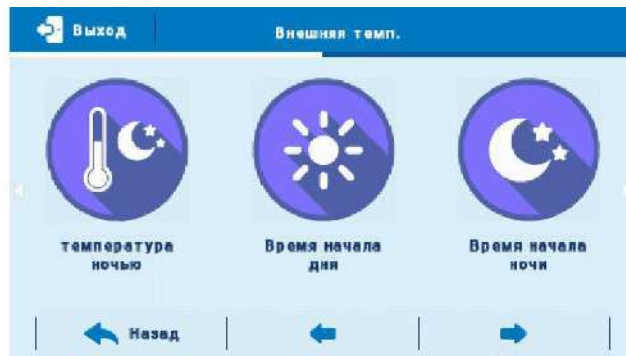 Выход
Внешняя темп.
температура
ночью
Время начала
дня
Время начала
ночи
Назад